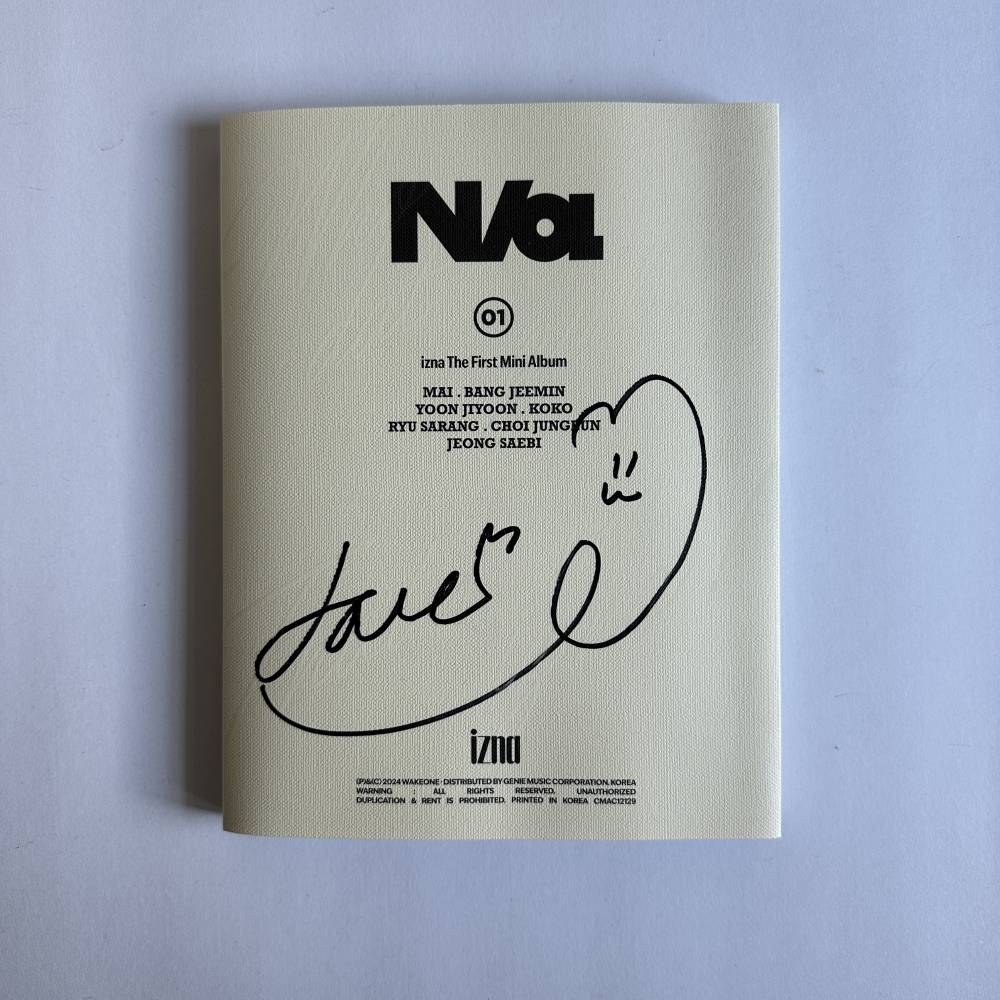 N/a
01
izna The First Mini Album
MAI . BANG JEEMIN
YOON JIYOON . KOKO
RYU SARANG . CHOI JUNGEUN
JEONG SAEBI
izna
(P)&(C) 2024 WAKEONE · DISTRIBUTED BY GENIE MUSIC CORPORATION, KOREA
WARNING : ALL RIGHTS RESERVED. UNAUTHORIZED
DUPLICATION & RENT IS PROHIBITED. PRINTED IN KOREA CMAC12129